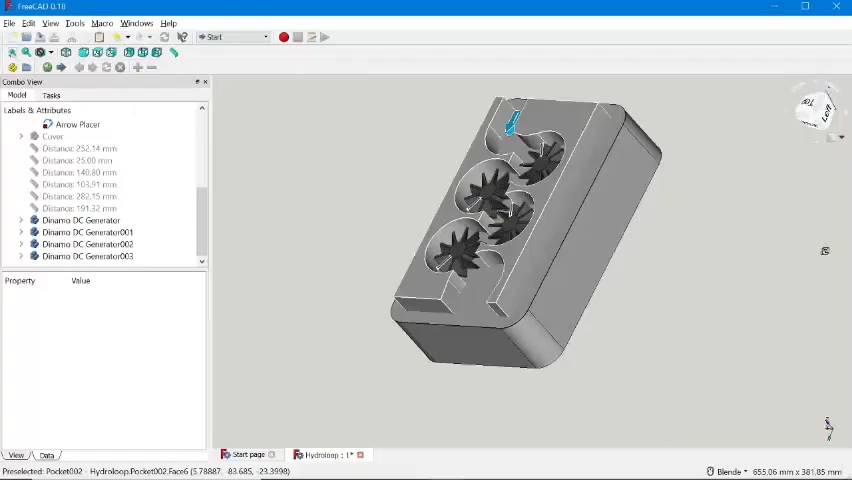 FreeCAD 0.18
File Edit View Tools Macro Windows Help
Start
Combo View
Model Tasks
Labels & Attributes
Arrow Placer
Cover
Distance: 252.14 mm
Distance: 25.00 mm
Distance: 149.80 mm
Distance: 103.91 mm
Distance: 282.15 mm
Distance: 191.32 mm
Dinamo DC Generator
Dinamo DC Generator001
Dinamo DC Generator002
Dinamo DC Generator003
Property Value
Top
Left
View Data
Start page
Hydroloop : 1*
Preselected: Pocket002 - Hydroloop.Pocket002.Face6 (5.78887, -83.685, -23.3998)
Blende
655,06 mm x 381,85 mm